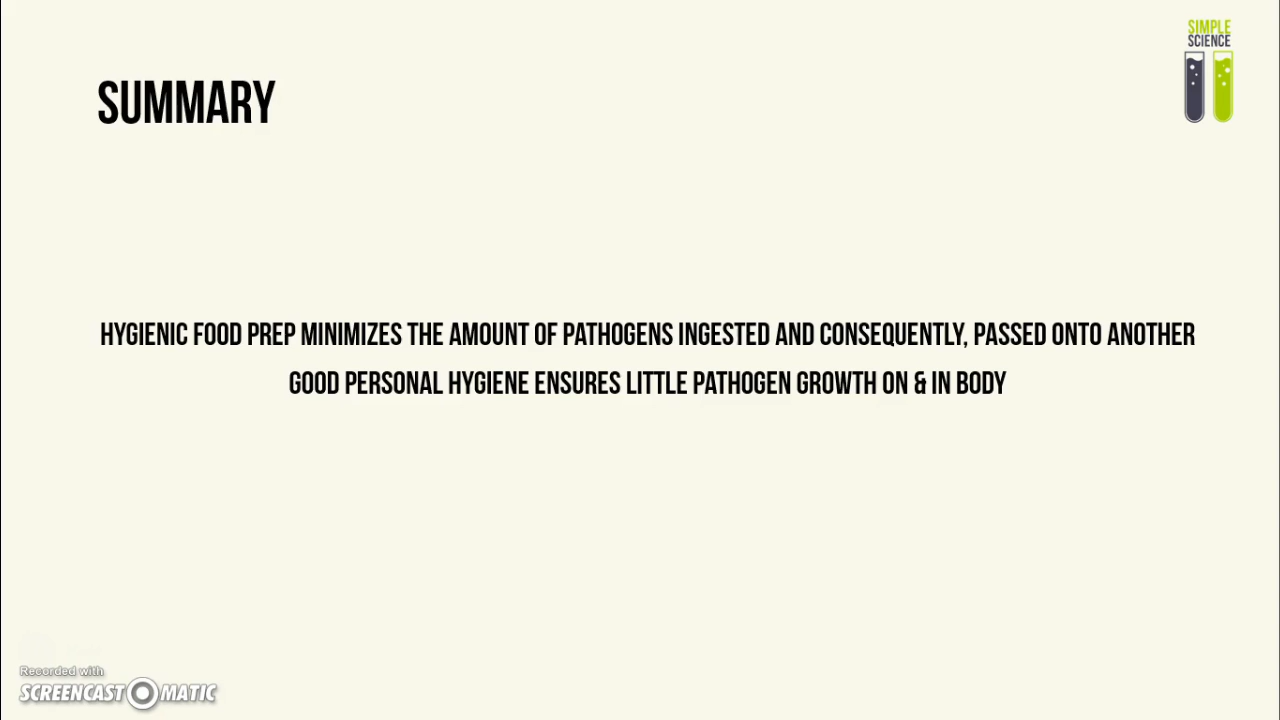 SIMPLE
SCIENCE
SUMMARY
HYGIENIC FOOD PREP MINIMIZES THE AMOUNT OF PATHOGENS INGESTED AND CONSEQUENTLY, PASSED ONTO ANOTHER
GOOD PERSONAL HYGIENE ENSURES LITTLE PATHOGEN GROWTH ON & IN BODY
Recorded with
SCREENCAST MATIC